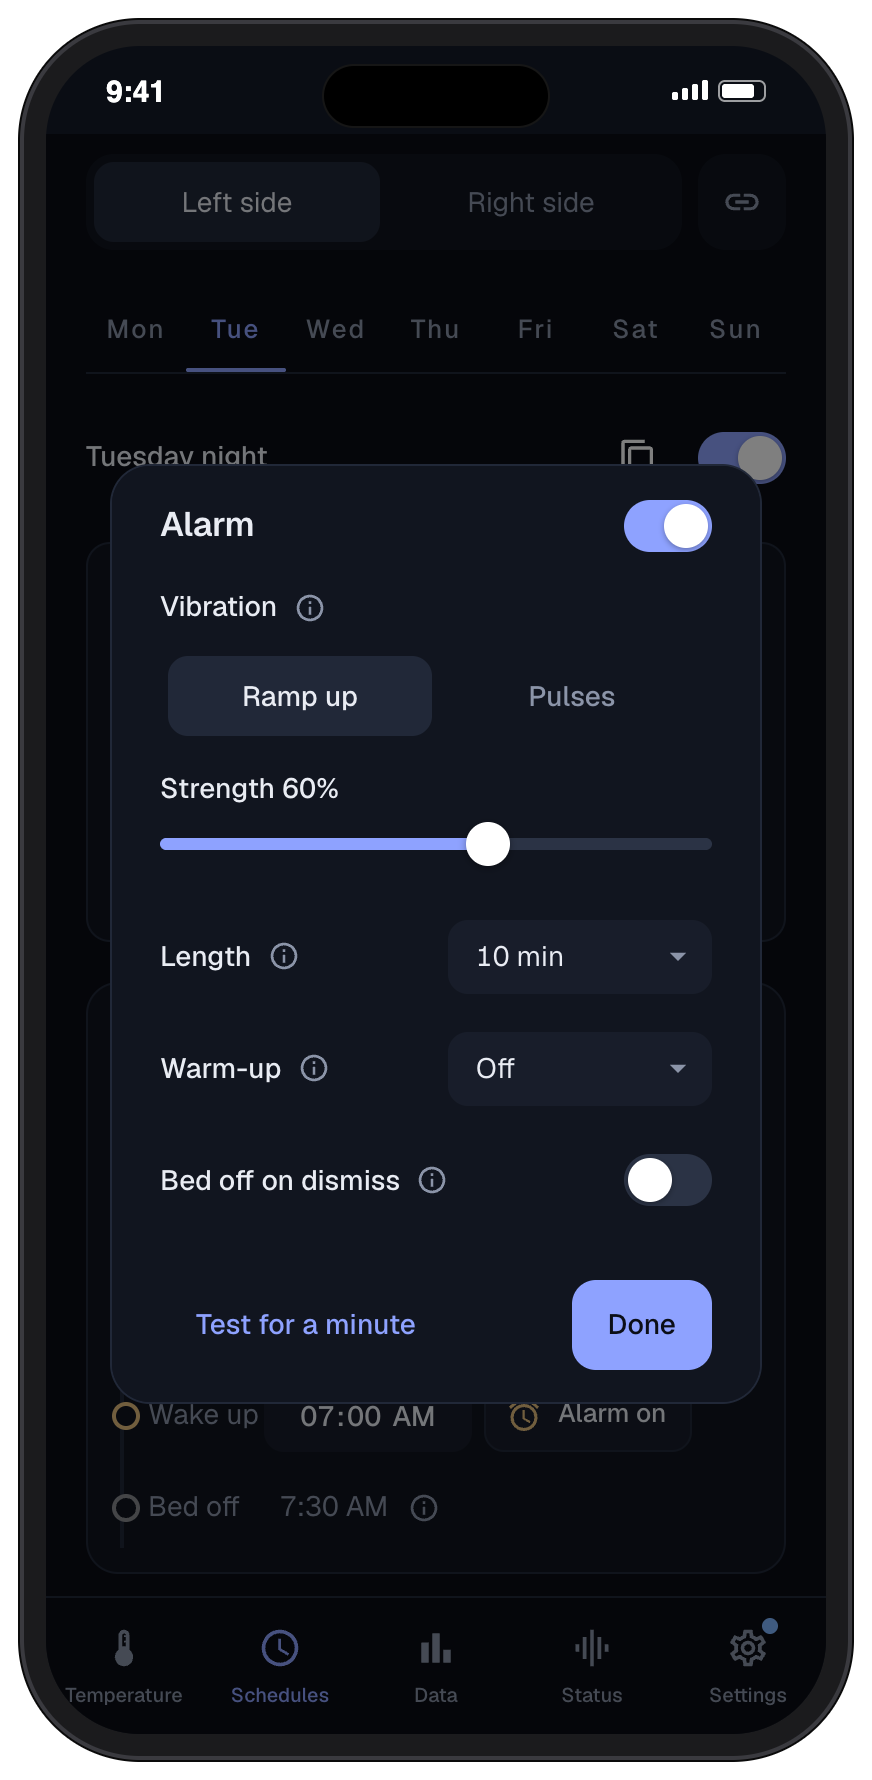 9:41
Left side Right side
Mon Tue Wed Thu Fri Sat Sun
Tuesday night
Alarm
Vibration
Ramp up Pulses
Strength 60%
Length 10 min
Warm-up Off
Bed off on dismiss
Test for a minute Done
Wake up 07:00 AM Alarm on
Bed off 7:30 AM
Temperature Schedules Data Status Settings